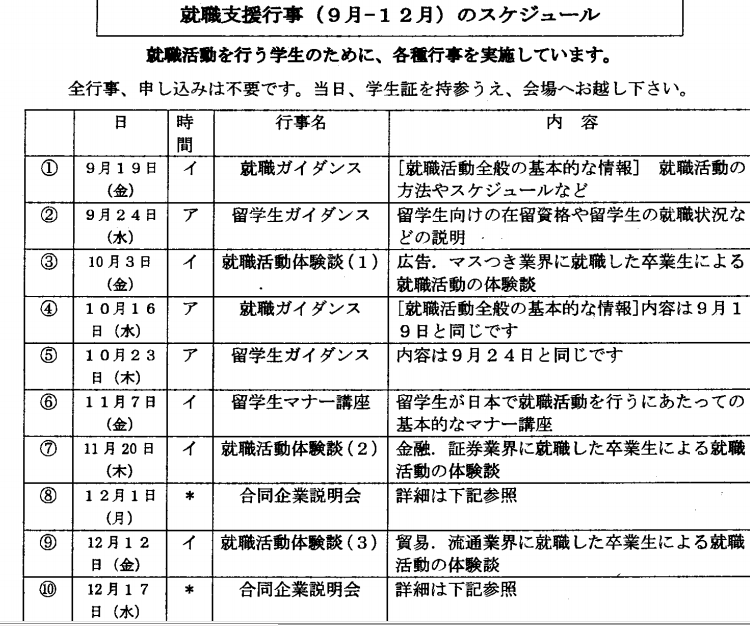 就職支援行事（９月−１２月）のスケジュール
就職活動を行う学生のために、各種行事を実施しています。
全行事、申し込みは不要です。当日、学生証を持参うえ、会場へお越し下さい。
日 時間 行事名 内　容
① ９月１９日（金） イ 就職ガイダンス [就職活動全般の基本的な情報]　就職活動の
方法やスケジュールなど
② ９月２４日（水） ア 留学生ガイダンス 留学生向けの在留資格や留学生の就職状況な
どの説明
③ 10月３日（金） イ 就職活動体験談(１) 広告．マスつき業界に就職した卒業生による
就職活動の体験談
④ １０月１６日（水） ア 就職ガイダンス [就職活動全般の基本的な情報]内容は９月１
９日と同じです
⑤ １０月２３日（木） ア 留学生ガイダンス 内容は９月２４日と同じです
⑥ １１月７日（金） イ 留学生マナー講座 留学生が日本で就職活動を行うにあたっての
基本的なマナー講座
⑦ 11月20日（木） イ 就職活動体験談(２) 金融．証券業界に就職した卒業生による就職
活動の体験談
⑧ １２月１日（月） ＊ 合同企業説明会 詳細は下記参照
⑨ 12月１２日（金） イ 就職活動体験談(３) 貿易．流通業界に就職した卒業生による就職
活動の体験談
⑩ 12月１７日（水） ＊ 合同企業説明会 詳細は下記参照